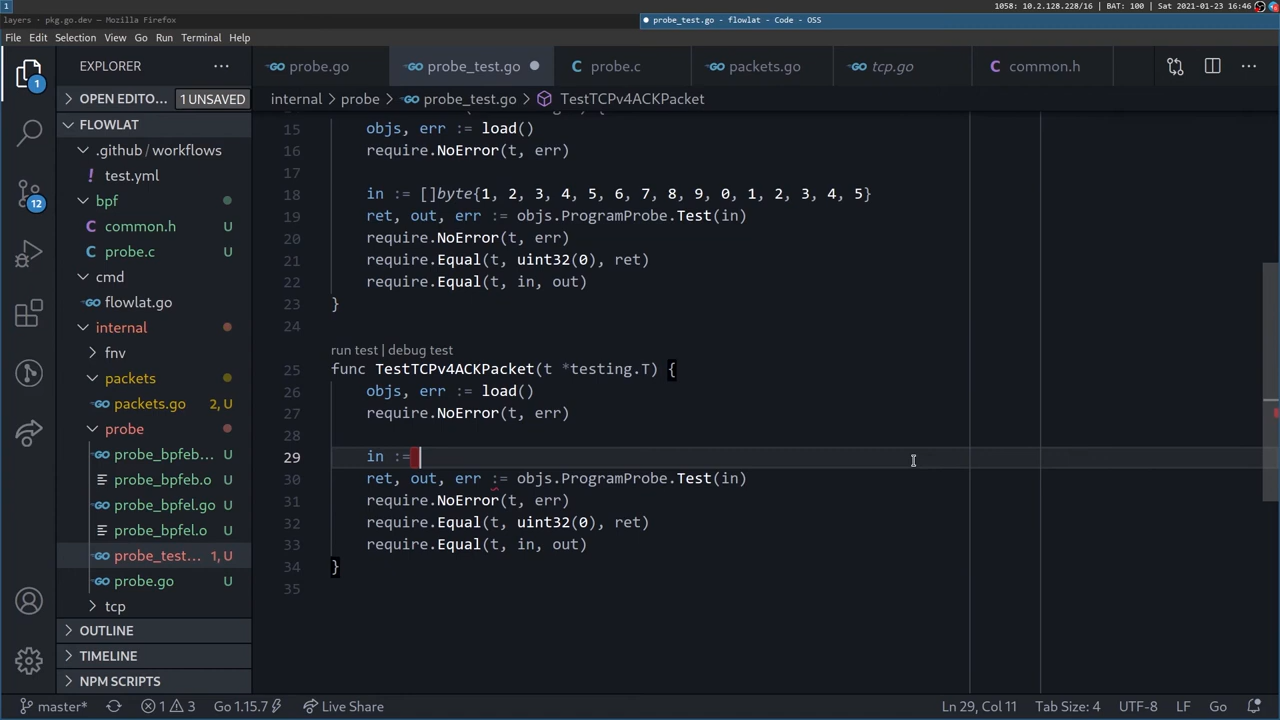 1
1058: 10.2.128.228/16 | BAT: 100 | Sat 2021-01-23 16:46
layers - pkg.go.dev — Mozilla Firefox
probe_test.go - flowlat - Code - OSS
File Edit Selection View Go Run Terminal Help
EXPLORER
probe.go
probe_test.go
probe.c
packets.go
tcp.go
common.h
1
OPEN EDITO... 1 UNSAVED
internal > probe > probe_test.go > TestTCPv4ACKPacket
FLOWLAT
.github / workflows
test.yml
bpf
common.h U
probe.c U
cmd
flowlat.go
internal
fnv
packets
packets.go 2, U
probe
probe_bpfeb... U
probe_bpfeb.o U
probe_bpfel.go U
probe_bpfel.o U
probe_test... 1, U
probe.go U
tcp
OUTLINE
TIMELINE
NPM SCRIPTS
12
15 objs, err := load()
16 require.NoError(t, err)
17
18 in := []byte{1, 2, 3, 4, 5, 6, 7, 8, 9, 0, 1, 2, 3, 4, 5}
19 ret, out, err := objs.ProgramProbe.Test(in)
20 require.NoError(t, err)
21 require.Equal(t, uint32(0), ret)
22 require.Equal(t, in, out)
23 }
24
run test | debug test
25 func TestTCPv4ACKPacket(t *testing.T) {
26 objs, err := load()
27 require.NoError(t, err)
28
29 in :=
30 ret, out, err := objs.ProgramProbe.Test(in)
31 require.NoError(t, err)
32 require.Equal(t, uint32(0), ret)
33 require.Equal(t, in, out)
34 }
35
master* 1 3 Go 1.15.7 Live Share Ln 29, Col 11 Tab Size: 4 UTF-8 LF Go